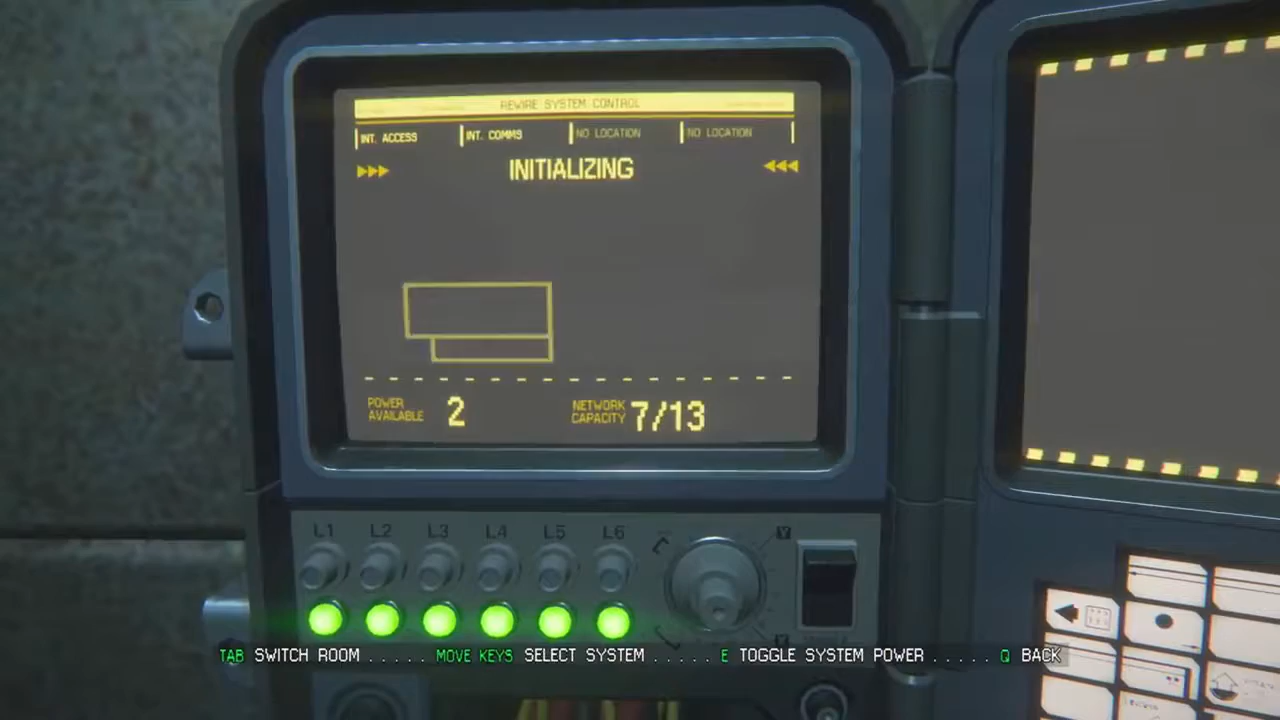 REWIRE SYSTEM CONTROL
INT. ACCESS INT. COMMS NO LOCATION NO LOCATION
INITIALIZING
POWER AVAILABLE 2
NETWORK CAPACITY 7/13
L1 L2 L3 L4 L5 L6
TAB SWITCH ROOM ..... MOVE KEYS SELECT SYSTEM ..... E TOGGLE SYSTEM POWER ..... Q BACK